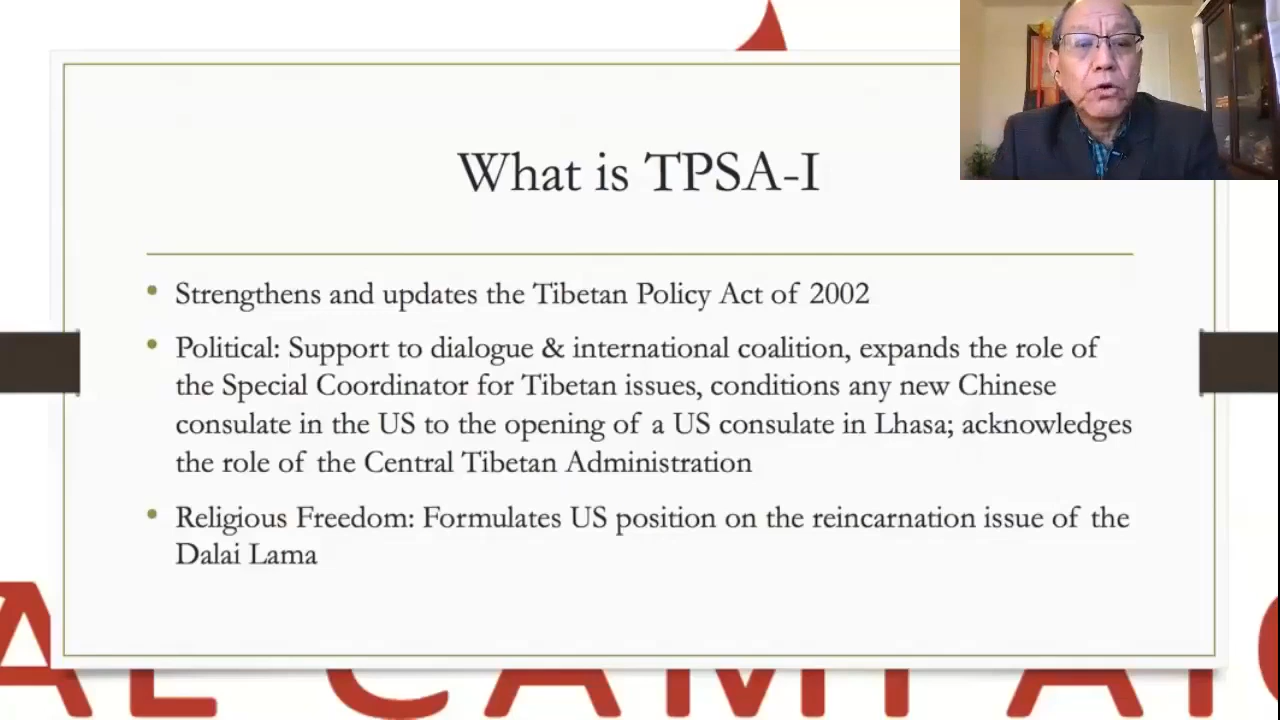 What is TPSA-I
• Strengthens and updates the Tibetan Policy Act of 2002
• Political: Support to dialogue & international coalition, expands the role of
the Special Coordinator for Tibetan issues, conditions any new Chinese
consulate in the US to the opening of a US consulate in Lhasa; acknowledges
the role of the Central Tibetan Administration
• Religious Freedom: Formulates US position on the reincarnation issue of the
Dalai Lama
AL CAMPAIG